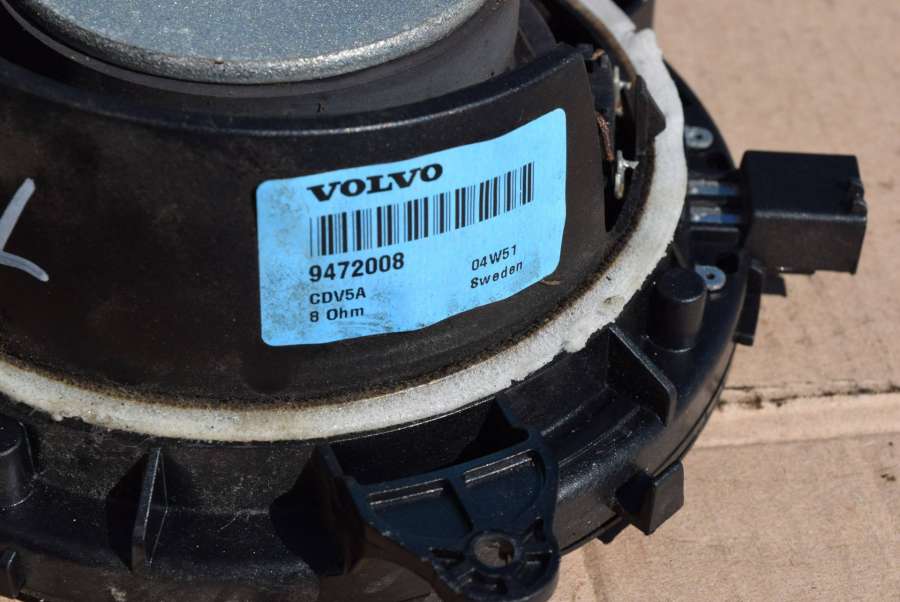 VOLVO
9472008
04W51
CDV5A
Sweden
8 Ohm